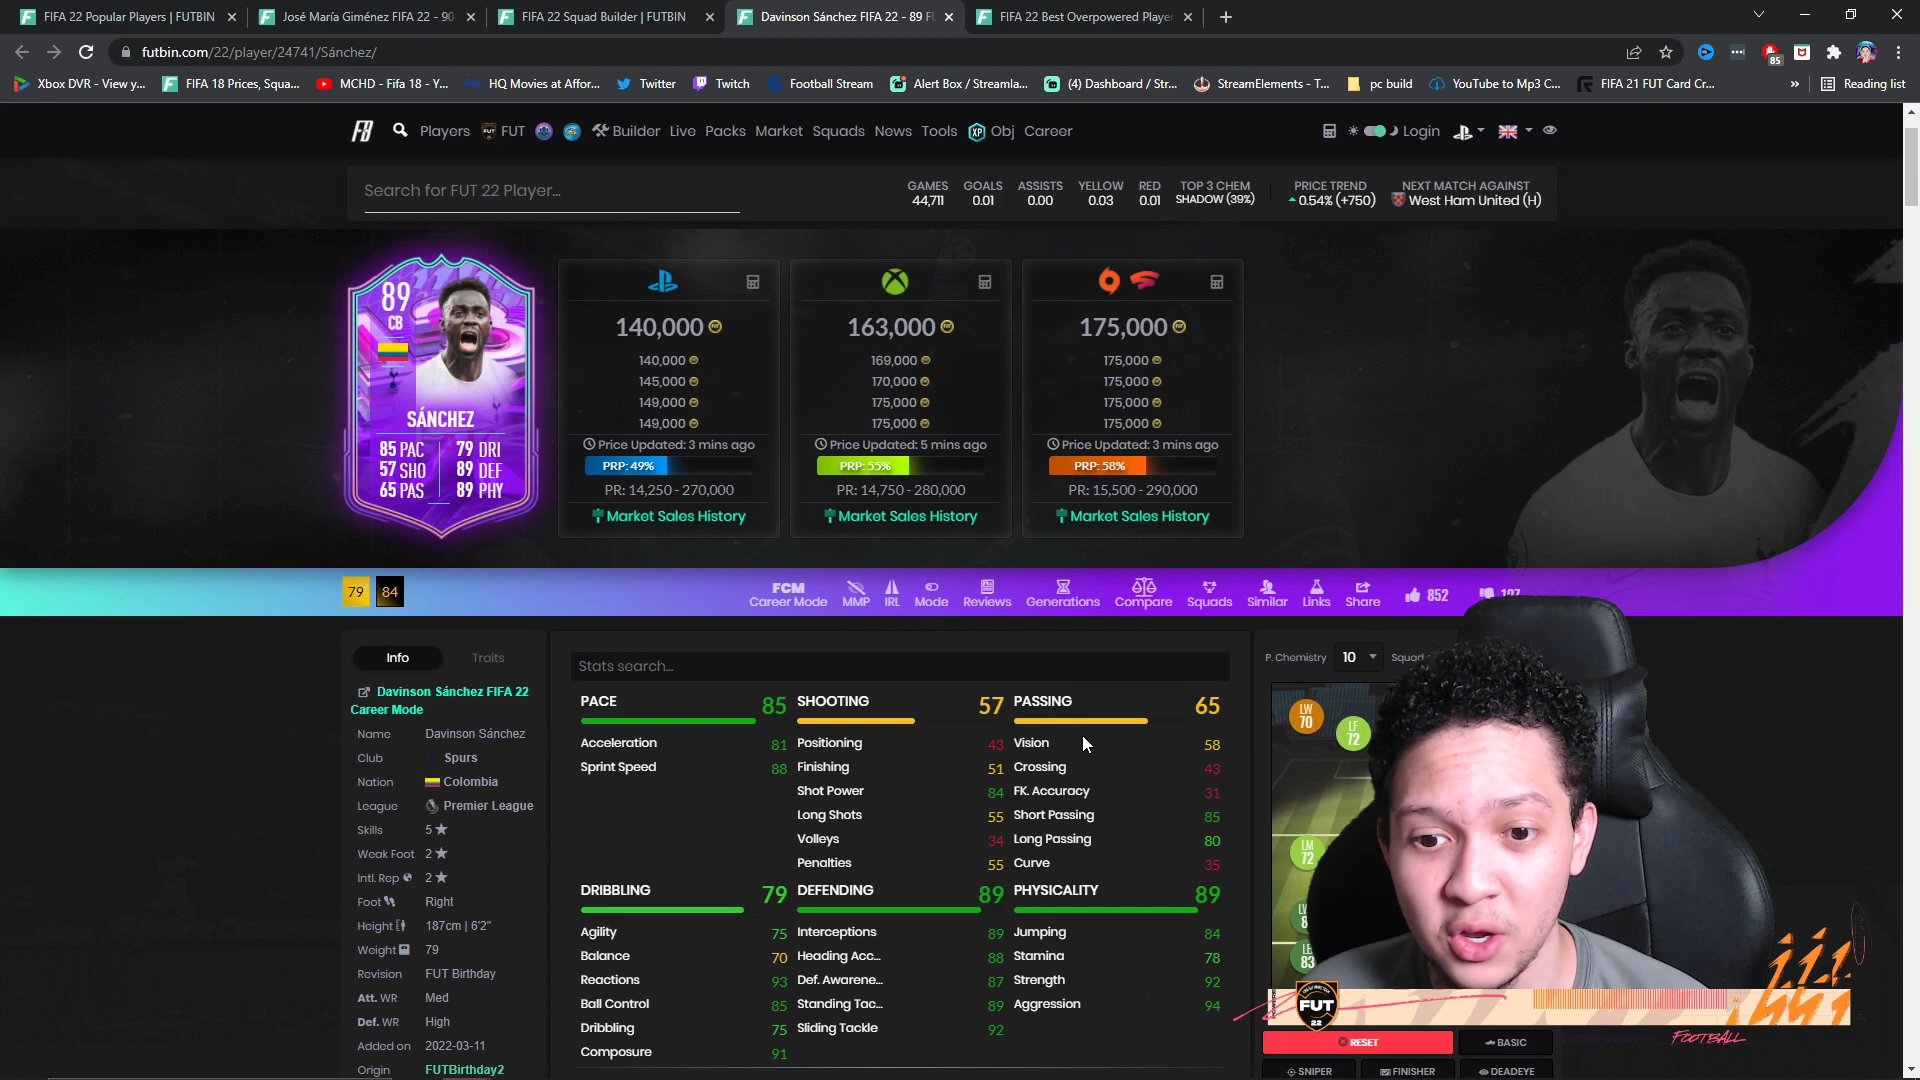 FIFA 22 Popular Players | FUTBIN
José María Giménez FIFA 22 - 90
FIFA 22 Squad Builder | FUTBIN
Davinson Sánchez FIFA 22 - 89 FU
FIFA 22 Best Overpowered Player
futbin.com/22/player/24741/Sánchez/
85
Xbox DVR - View y...
FIFA 18 Prices, Squa...
MCHD - Fifa 18 - Y...
HQ Movies at Affor...
Twitter
Twitch
Football Stream
Alert Box / Streamla...
(4) Dashboard / Str...
StreamElements - T...
pc build
YouTube to Mp3 C...
FIFA 21 FUT Card Cr...
»
Reading list
Players FUT Builder Live Packs Market Squads News Tools XP Obj Career
Login
Search for FUT 22 Player...
GAMES GOALS ASSISTS YELLOW RED TOP 3 CHEM PRICE TREND NEXT MATCH AGAINST
44,711 0.01 0.00 0.03 0.01 SHADOW (39%) 0.54% (+750) West Ham United (H)
89
CB
SÁNCHEZ
85 PAC 79 DRI
57 SHO 89 DEF
65 PAS 89 PHY
140,000
140,000
145,000
149,000
149,000
Price Updated: 3 mins ago
PRP: 49%
PR: 14,250 - 270,000
Market Sales History
163,000
169,000
170,000
175,000
175,000
Price Updated: 5 mins ago
PRP: 55%
PR: 14,750 - 280,000
Market Sales History
175,000
175,000
175,000
175,000
175,000
Price Updated: 3 mins ago
PRP: 58%
PR: 15,500 - 290,000
Market Sales History
79 84
FCM
Career Mode MMP IRL Mode Reviews Generations Compare Squads Similar Links Share 852
Info Traits
Davinson Sánchez FIFA 22
Career Mode
Name Davinson Sánchez
Club Spurs
Nation Colombia
League Premier League
Skills 5★
Weak Foot 2★
Intl. Rep 2★
Foot Right
Height 187cm | 6'2"
Weight 79
Revision FUT Birthday
Att. WR Med
Def. WR High
Added on 2022-03-11
Origin FUTBirthday2
Stats search...
PACE 85
Acceleration 81
Sprint Speed 88
SHOOTING 57
Positioning 43
Finishing 51
Shot Power 84
Long Shots 55
Volleys 34
Penalties 55
PASSING 65
Vision 58
Crossing 43
FK. Accuracy 31
Short Passing 85
Long Passing 80
Curve 35
DRIBBLING 79
Agility 75
Balance 70
Reactions 93
Ball Control 85
Dribbling 75
Composure 91
DEFENDING 89
Interceptions 89
Heading Acc... 88
Def. Awarene... 87
Standing Tac... 89
Sliding Tackle 92
PHYSICALITY 89
Jumping 84
Stamina 78
Strength 92
Aggression 94
P. Chemistry 10 Squad
LW
70
LF
72
LM
72
83
FUT
22
FOOTBALL
RESET BASIC
SNIPER FINISHER DEADEYE